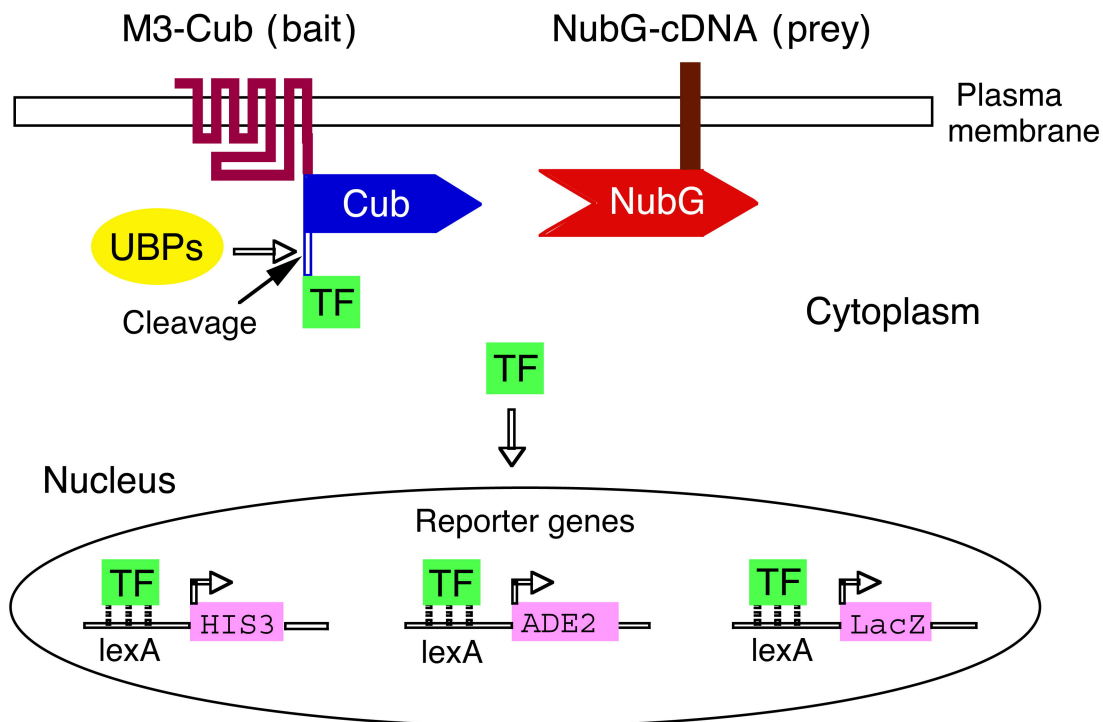 M3-Cub (bait)
NubG-cDNA (prey)
Plasma
membrane
Cub
NubG
UBPs
TF
Cleavage
Cytoplasm
TF
Nucleus
Reporter genes
TF
TF
TF
HIS3
ADE2
LacZ
lexA
lexA
lexA